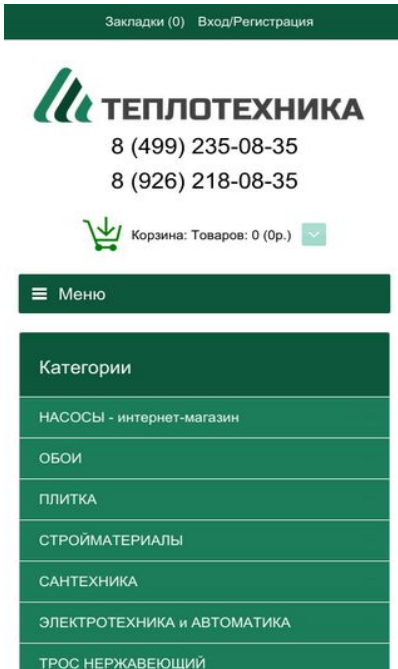 Закладки (0) Вход/Регистрация
ТЕПЛОТЕХНИКА
8 (499) 235-08-35
8 (926) 218-08-35
Корзина: Товаров: 0 (0р.)
Меню
Категории
НАСОСЫ - интернет-магазин
ОБОИ
ПЛИТКА
СТРОЙМАТЕРИАЛЫ
САНТЕХНИКА
ЭЛЕКТРОТЕХНИКА и АВТОМАТИКА
ТРОС НЕРЖАВЕЮЩИЙ